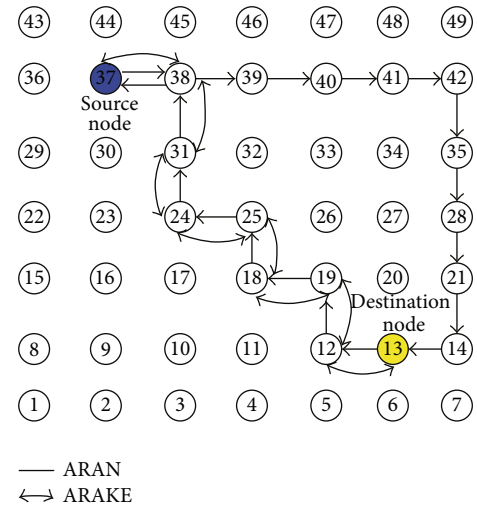 43 44 45 46 47 48 49
36 37 38 39 40 41 42
Source
node
29 30 31 32 33 34 35
22 23 24 25 26 27 28
15 16 17 18 19 20 21
Destination
node
8 9 10 11 12 13 14
1 2 3 4 5 6 7
ARAN
ARAKE